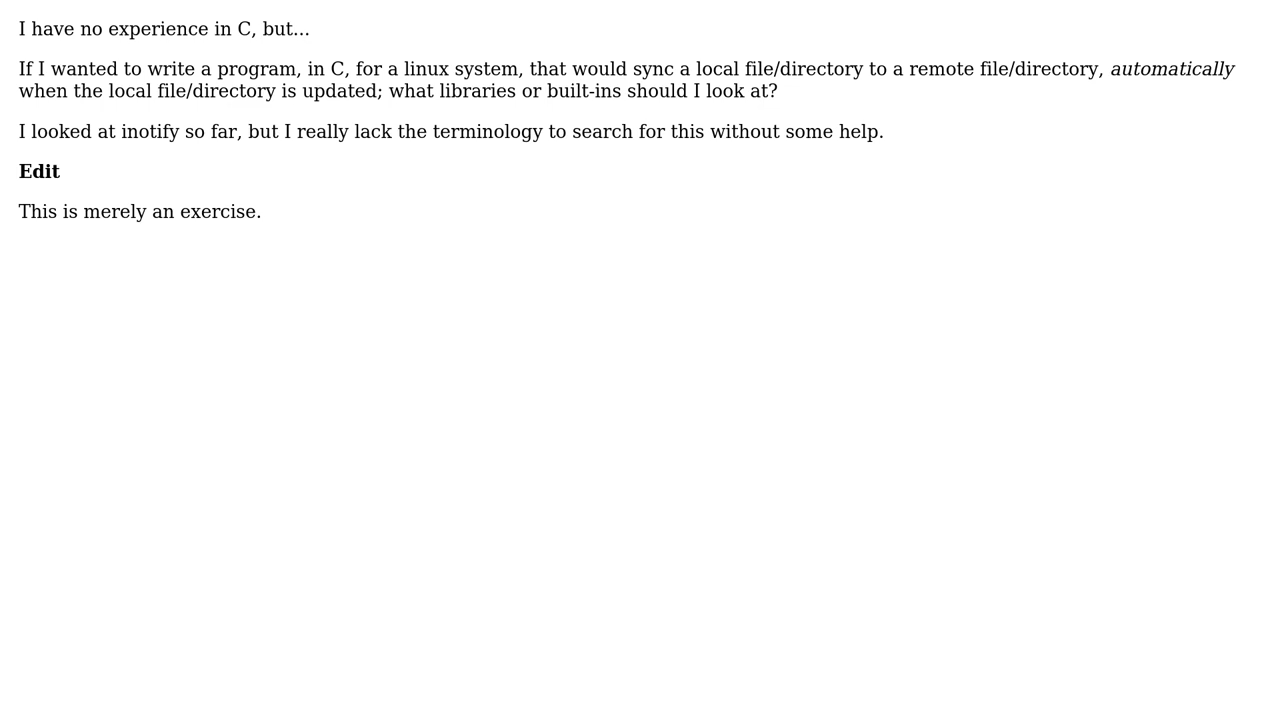 I have no experience in C, but...
If I wanted to write a program, in C, for a linux system, that would sync a local file/directory to a remote file/directory, automatically
when the local file/directory is updated; what libraries or built-ins should I look at?
I looked at inotify so far, but I really lack the terminology to search for this without some help.
Edit
This is merely an exercise.